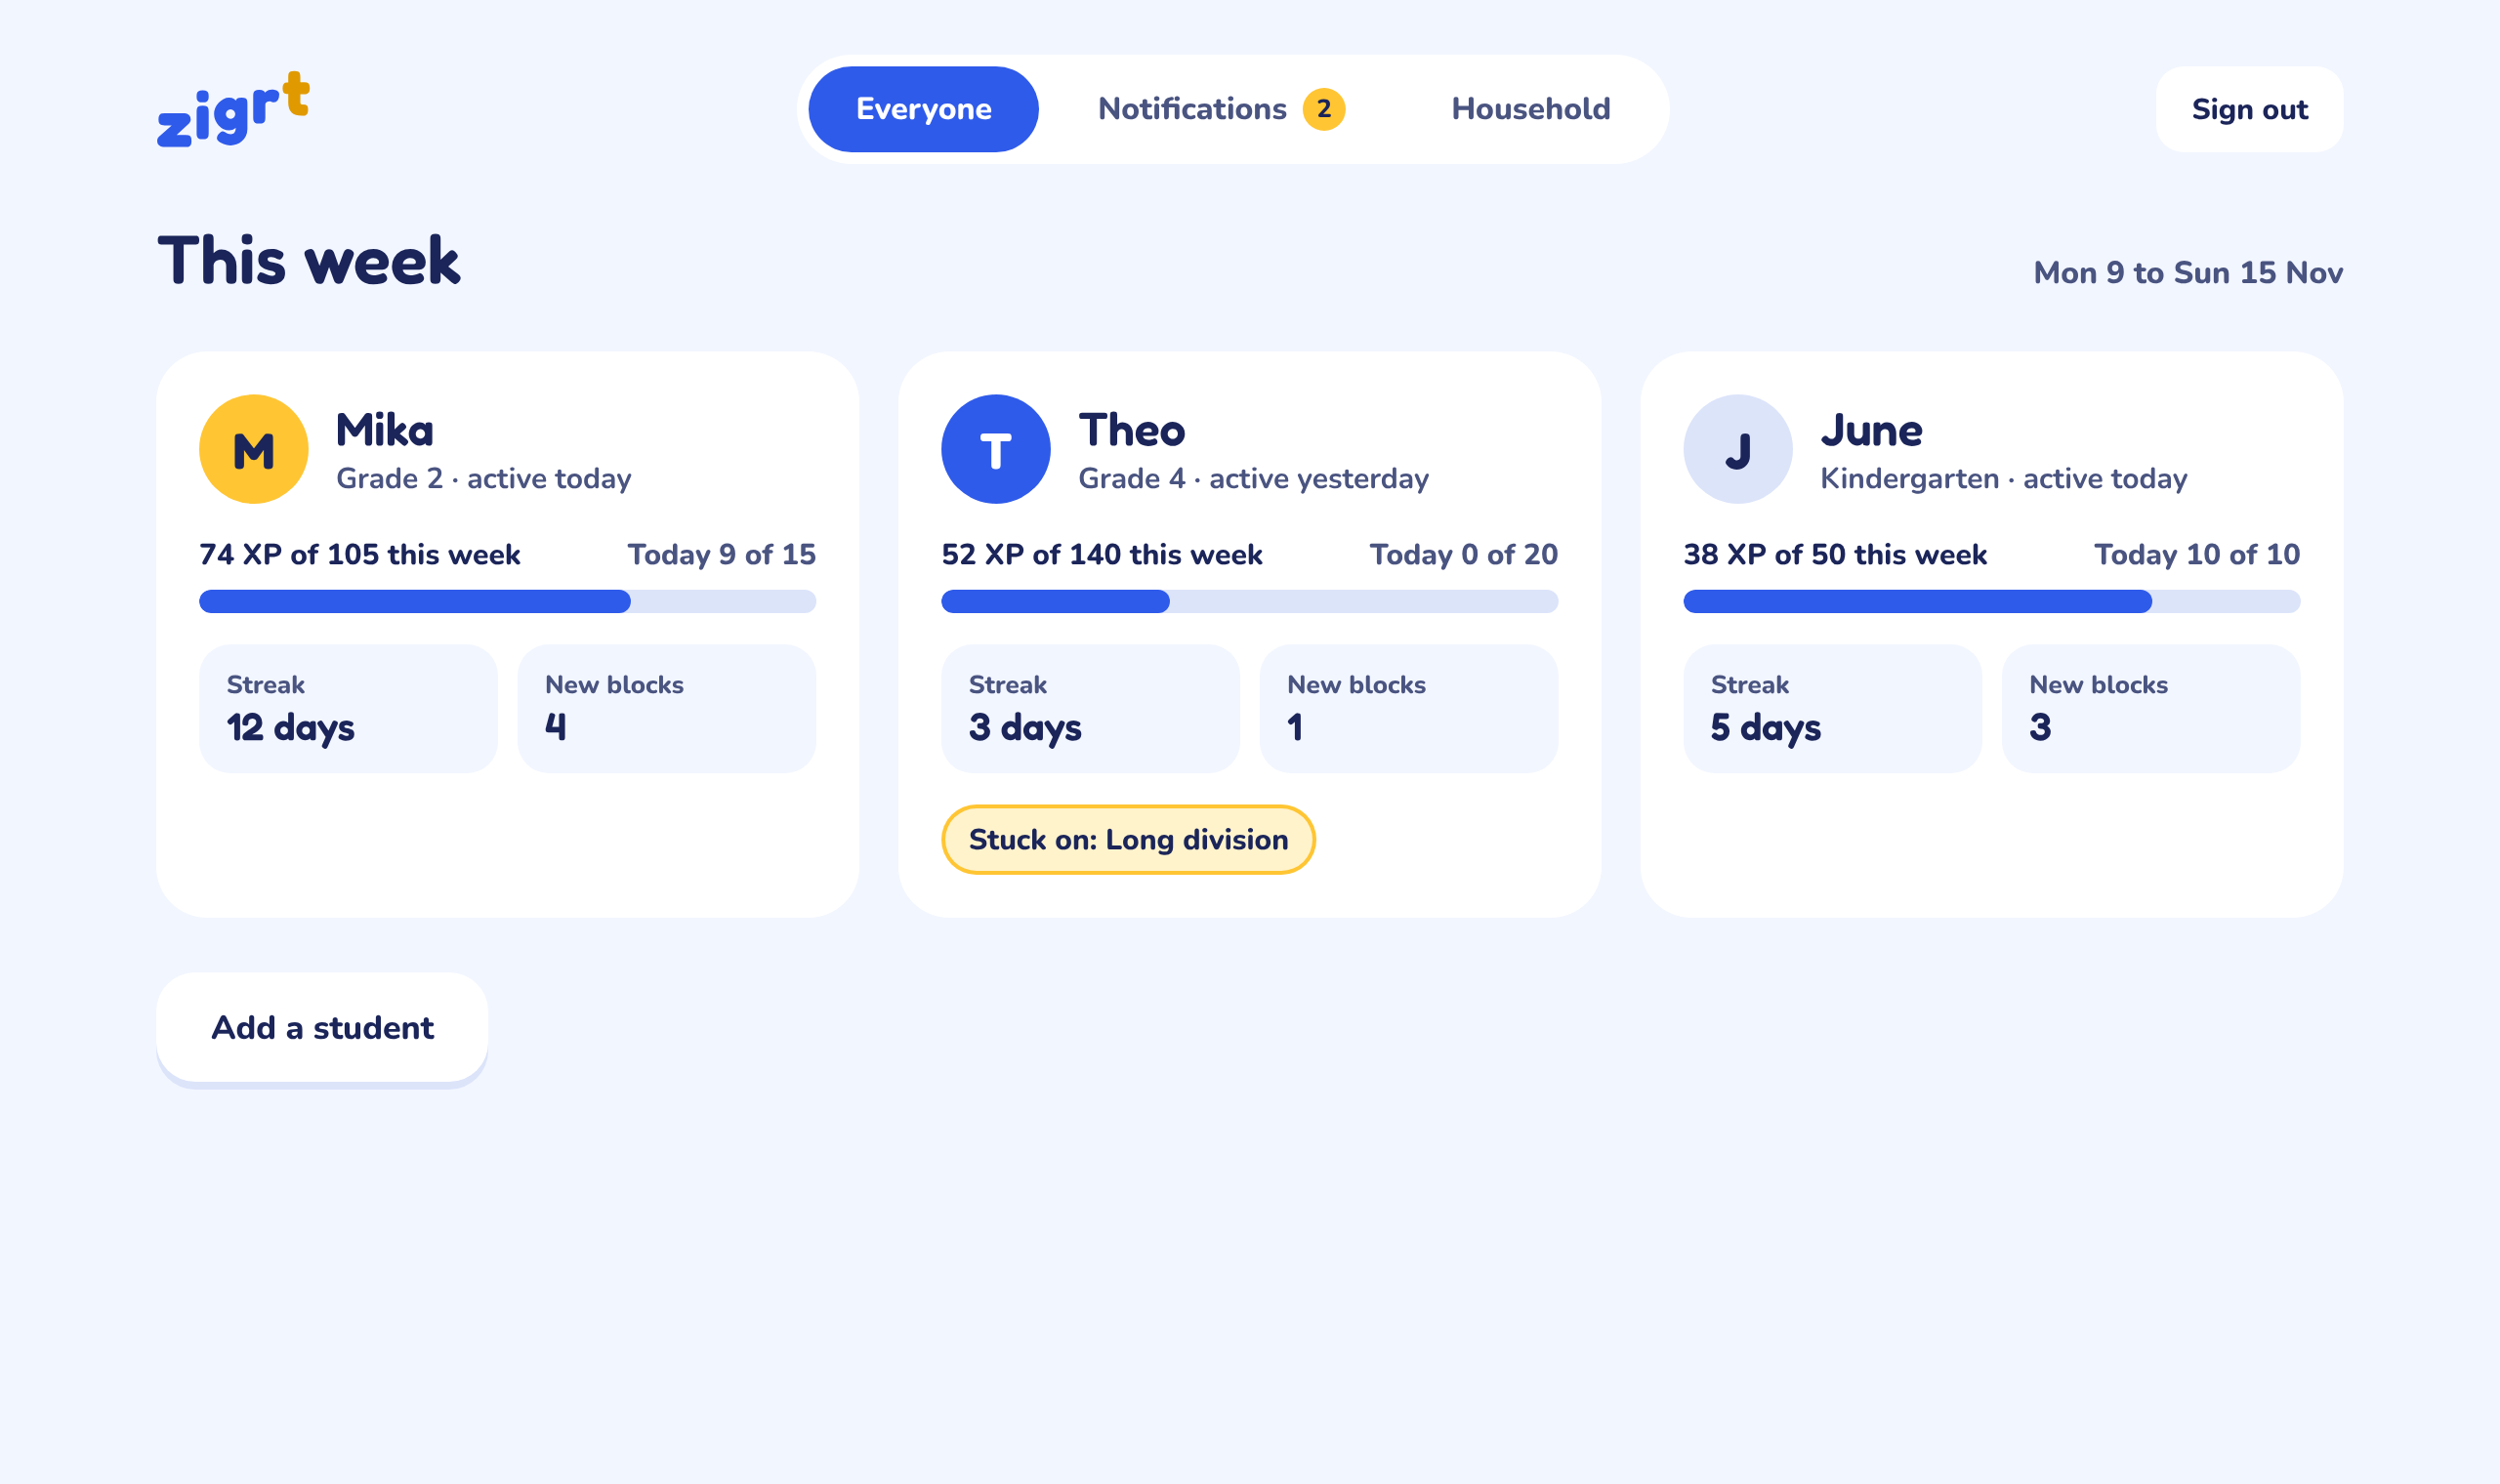 zigrt
Everyone
Notifications 2
Household
Sign out
This week
Mon 9 to Sun 15 Nov
M
Mika
Grade 2 · active today
74 XP of 105 this week
Today 9 of 15
Streak
12 days
New blocks
4
T
Theo
Grade 4 · active yesterday
52 XP of 140 this week
Today 0 of 20
Streak
3 days
New blocks
1
Stuck on: Long division
J
June
Kindergarten · active today
38 XP of 50 this week
Today 10 of 10
Streak
5 days
New blocks
3
Add a student